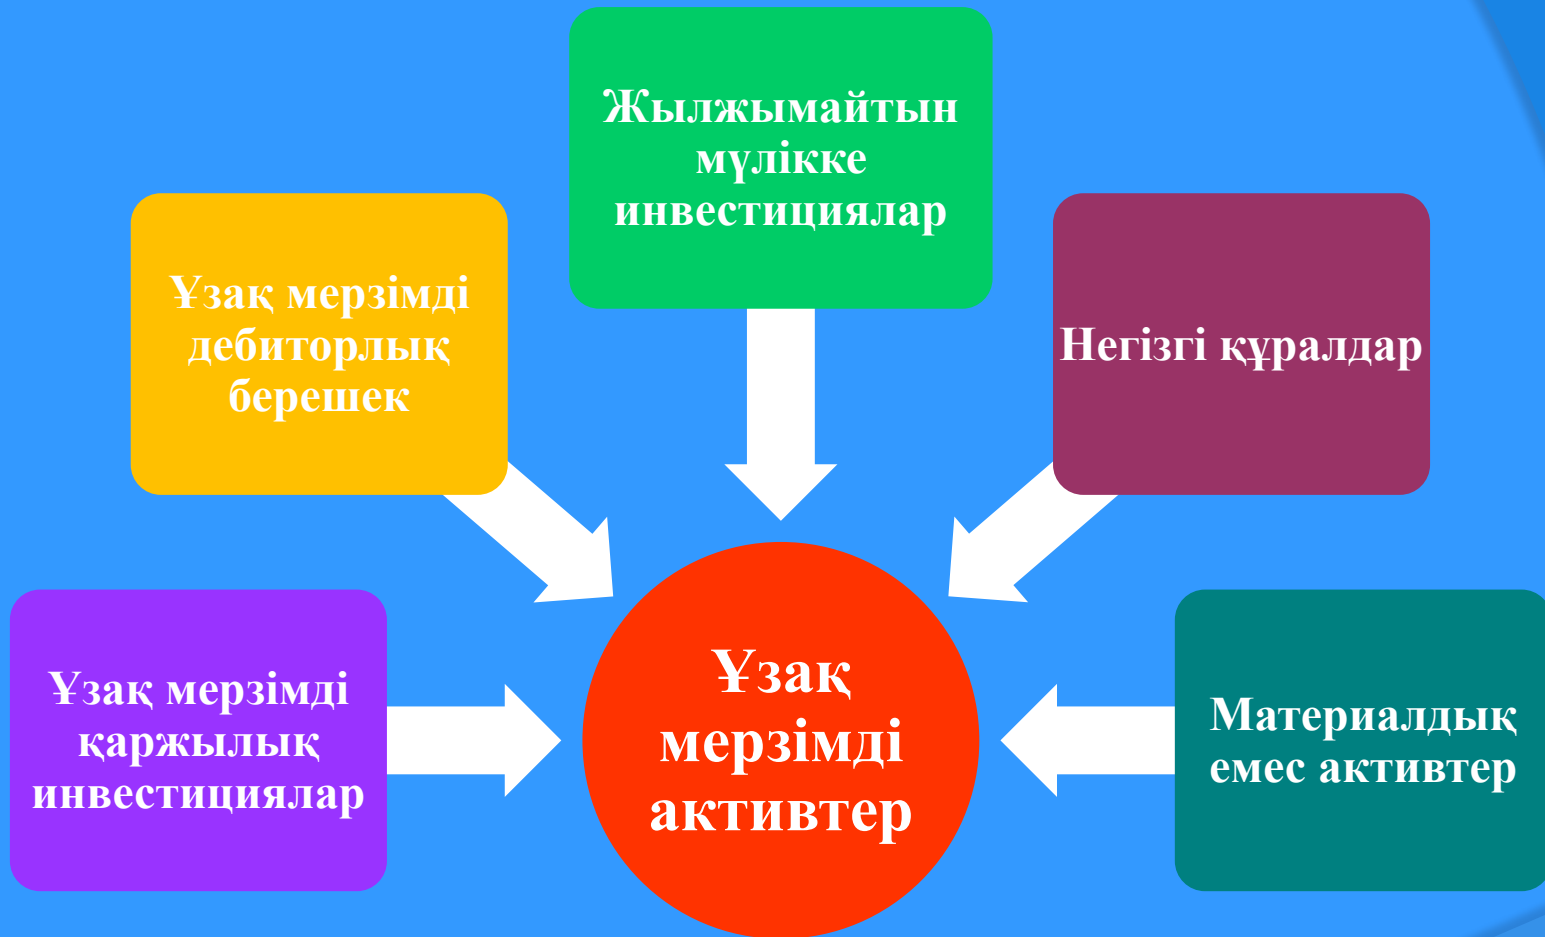 Жылжымайтын
мүлікке
инвестициялар
Ұзақ мерзімді
дебиторлық
берешек
Негізгі құралдар
Ұзақ мерзімді
қаржылық
инвестициялар
Ұзақ
мерзімді
активтер
Материалдық
емес активтер